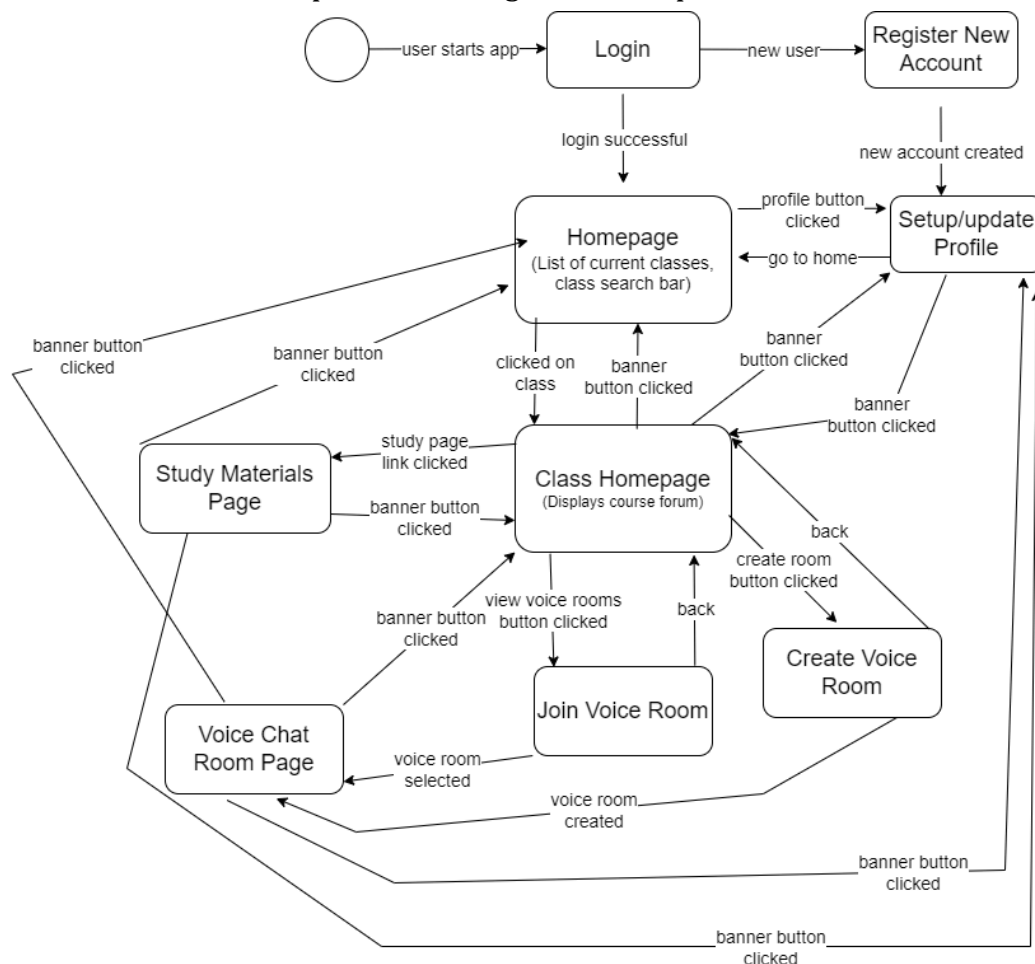 user starts app
Login
new user
Register New
Account
login successful
new account created
Homepage
(List of current classes,
class search bar)
profile button
clicked
Setup/update
Profile
go to home
banner button
clicked
banner button
clicked
clicked on
class
banner
button clicked
banner
button clicked
banner
button clicked
study page
link clicked
Study Materials
Page
Class Homepage
(Displays course forum)
banner button
clicked
back
create room
button clicked
view voice rooms
button clicked
back
banner button
clicked
Create Voice
Room
Join Voice Room
Voice Chat
Room Page
voice room
selected
voice room
created
banner button
clicked
banner button
clicked